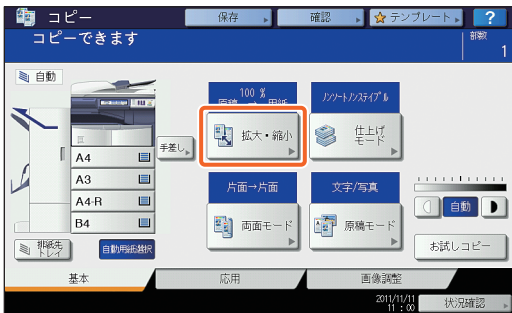 コピー
保存
確認
テンプレート
?
コピーできます
部数
1
自動
100 %
原稿 → 用紙
ノンソート/ノンステイプル
拡大・縮小
仕上げ
モード
手差し
A4
A3
A4-R
B4
片面→片面
文字/写真
両面モード
原稿モード
自動
排紙先
トレイ
自動用紙選択
お試しコピー
基本
応用
画像調整
2011/11/11
11 : 00
状況確認